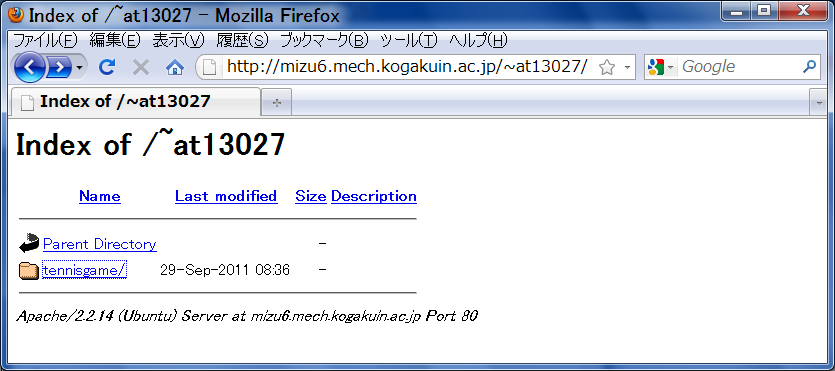 Index of /~at13027 - Mozilla Firefox
ファイル(F) 編集(E) 表示(V) 履歴(S) ブックマーク(B) ツール(T) ヘルプ(H)
http://mizu6.mech.kogakuin.ac.jp/~at13027/ Google
Index of /~at13027
Index of /~at13027
Name Last modified Size Description
Parent Directory -
tennisgame/ 29-Sep-2011 08:36 -
Apache/2.2.14 (Ubuntu) Server at mizu6.mech.kogakuin.ac.jp Port 80